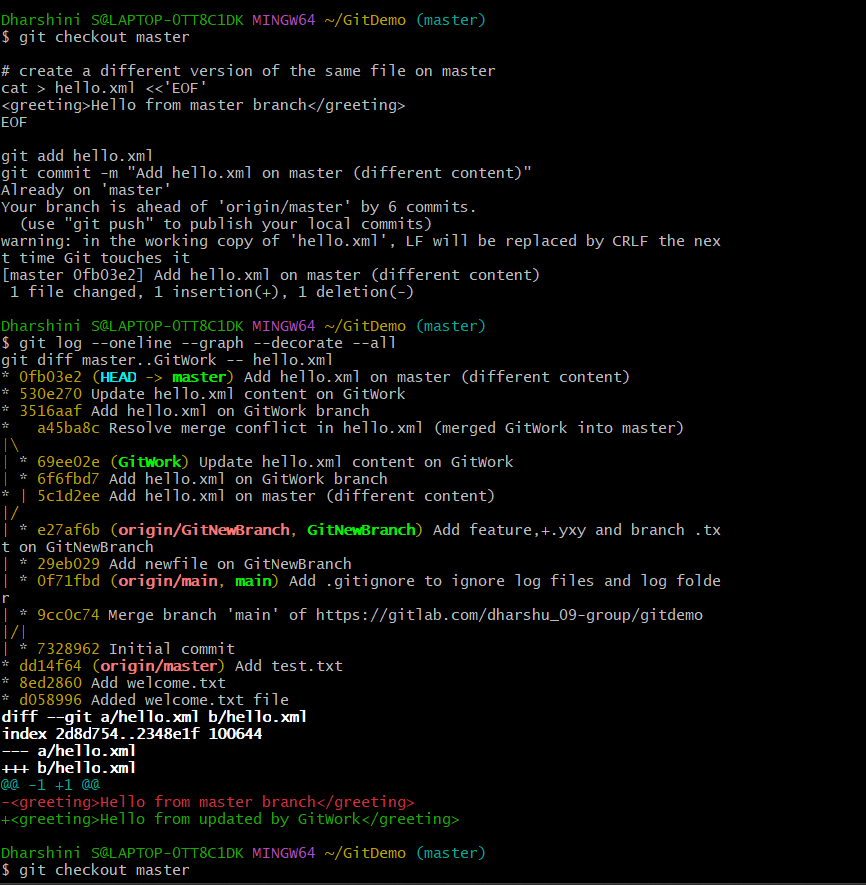 Dharshini S@LAPTOP-0TT8C1DK MINGW64 ~/GitDemo (master)
$ git checkout master

# create a different version of the same file on master
cat > hello.xml <<'EOF'
<greeting>Hello from master branch</greeting>
EOF

git add hello.xml
git commit -m "Add hello.xml on master (different content)"
Already on 'master'
Your branch is ahead of 'origin/master' by 6 commits.
  (use "git push" to publish your local commits)
warning: in the working copy of 'hello.xml', LF will be replaced by CRLF the nex
t time Git touches it
[master 0fb03e2] Add hello.xml on master (different content)
 1 file changed, 1 insertion(+), 1 deletion(-)

Dharshini S@LAPTOP-0TT8C1DK MINGW64 ~/GitDemo (master)
$ git log --oneline --graph --decorate --all
git diff master..GitWork -- hello.xml
* 0fb03e2 (HEAD -> master) Add hello.xml on master (different content)
* 530e270 Update hello.xml content on GitWork
* 3516aaf Add hello.xml on GitWork branch
*   a45ba8c Resolve merge conflict in hello.xml (merged GitWork into master)
|\
| * 69ee02e (GitWork) Update hello.xml content on GitWork
| * 6f6fbd7 Add hello.xml on GitWork branch
* | 5c1d2ee Add hello.xml on master (different content)
|/
| * e27af6b (origin/GitNewBranch, GitNewBranch) Add feature,+.yxy and branch .tx
t on GitNewBranch
| * 29eb029 Add newfile on GitNewBranch
| * 0f71fbd (origin/main, main) Add .gitignore to ignore log files and log folde
r
| * 9cc0c74 Merge branch 'main' of https://gitlab.com/dharshu_09-group/gitdemo
|/|
| * 7328962 Initial commit
* dd14f64 (origin/master) Add test.txt
* 8ed2860 Add welcome.txt
* d058996 Added welcome.txt file
diff --git a/hello.xml b/hello.xml
index 2d8d754..2348e1f 100644
--- a/hello.xml
+++ b/hello.xml
@@ -1 +1 @@
-<greeting>Hello from master branch</greeting>
+<greeting>Hello from updated by GitWork</greeting>

Dharshini S@LAPTOP-0TT8C1DK MINGW64 ~/GitDemo (master)
$ git checkout master